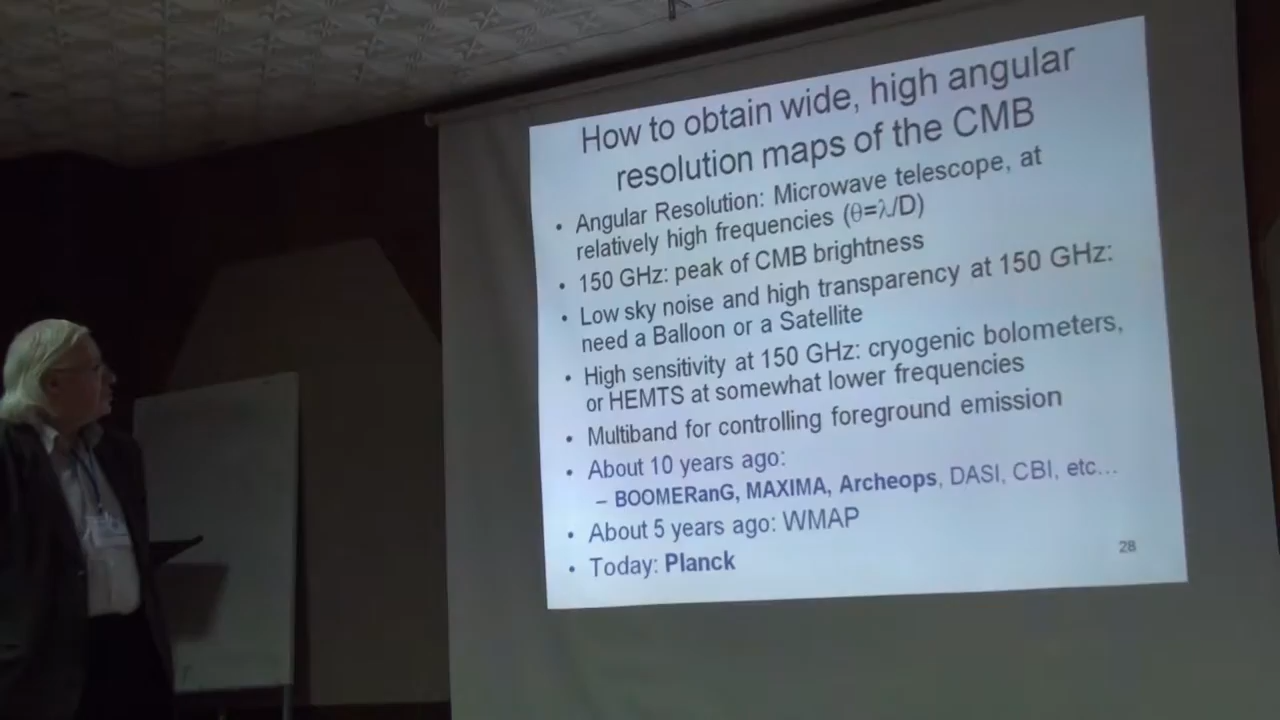 How to obtain wide, high angular
resolution maps of the CMB
• Angular Resolution: Microwave telescope, at
relatively high frequencies (θ=λ/D)
• 150 GHz: peak of CMB brightness
• Low sky noise and high transparency at 150 GHz:
need a Balloon or a Satellite
• High sensitivity at 150 GHz: cryogenic bolometers,
or HEMTS at somewhat lower frequencies
• Multiband for controlling foreground emission
• About 10 years ago:
– BOOMERanG, MAXIMA, Archeops, DASI, CBI, etc...
• About 5 years ago: WMAP
• Today: Planck
28